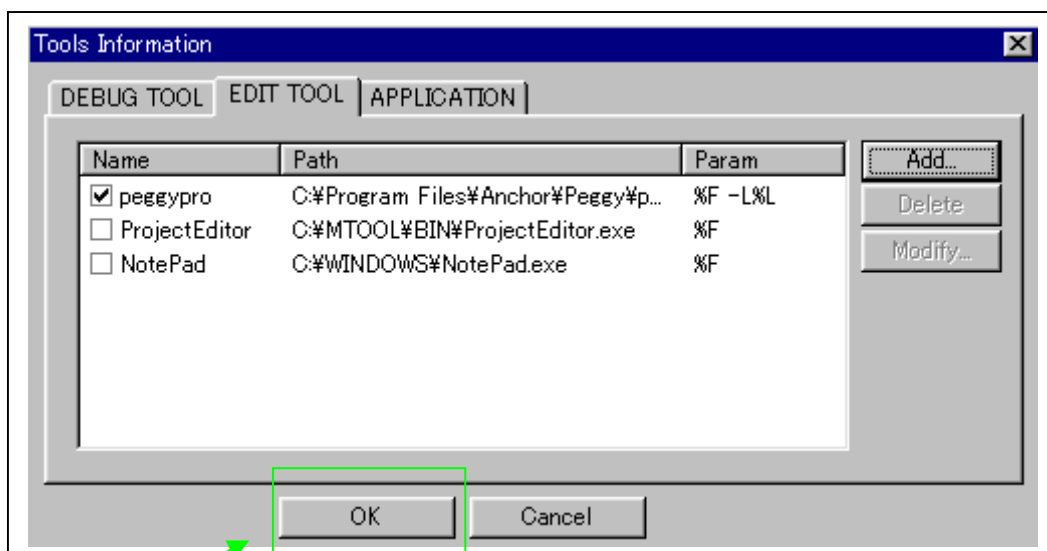 Tools Information
DEBUG TOOL EDIT TOOL APPLICATION
Name Path Param
peggypro C:¥Program Files¥Anchor¥Peggy¥p... %F -L%L
ProjectEditor C:¥MTOOL¥BIN¥ProjectEditor.exe %F
NotePad C:¥WINDOWS¥NotePad.exe %F
Add...
Delete
Modify...
OK Cancel